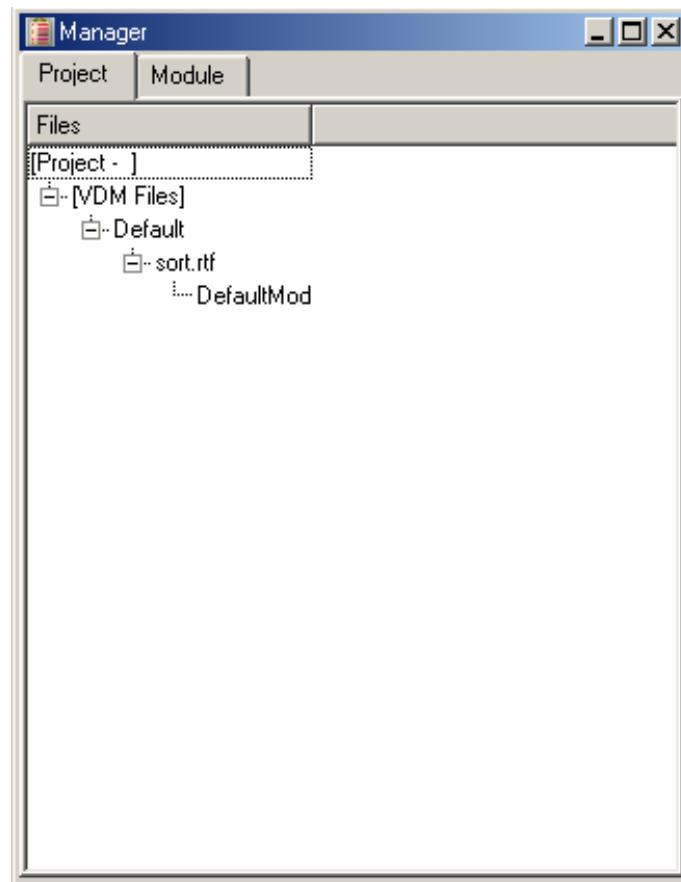 Manager
Project Module
Files
[Project - ]
[VDM Files]
Default
sort.rtf
DefaultMod